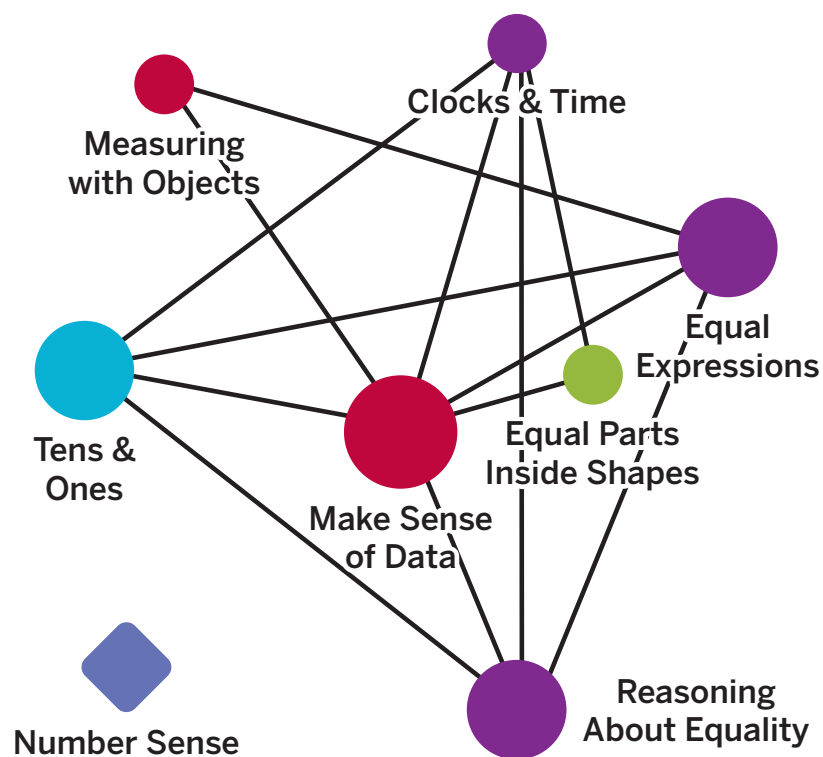 Clocks & Time
Measuring
with Objects
Equal
Expressions
Tens &
Ones
Equal Parts
Inside Shapes
Make Sense
of Data
Reasoning
About Equality
Number Sense